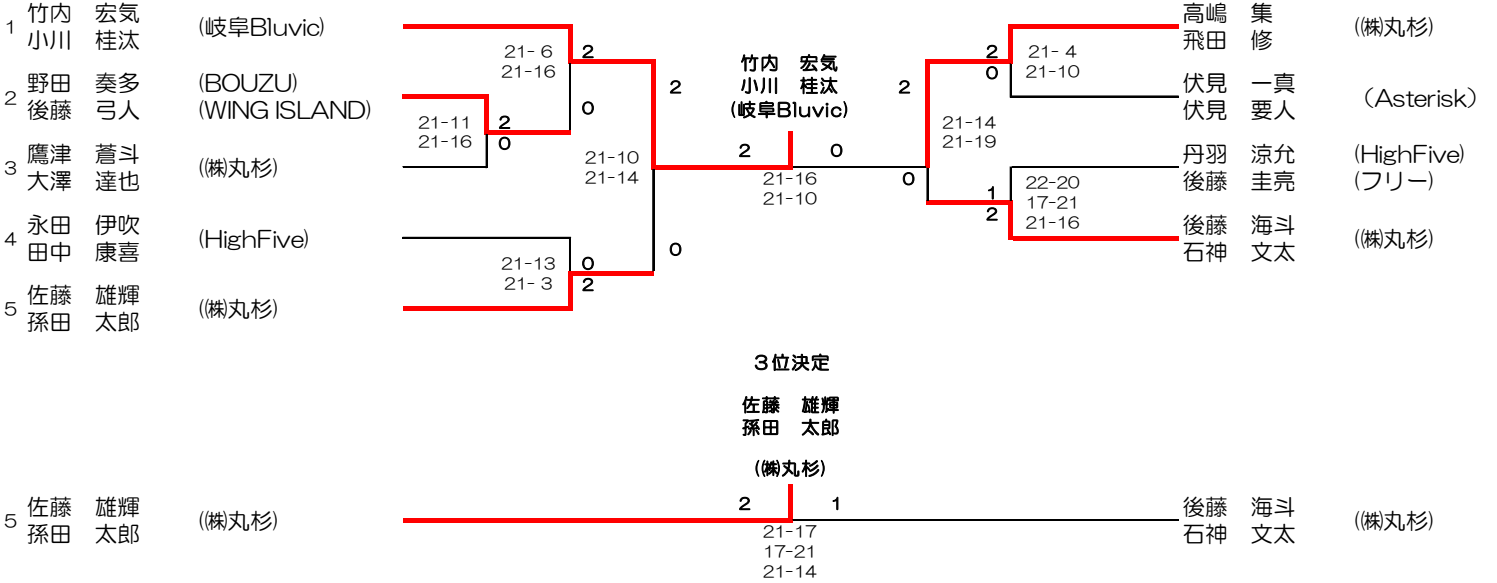 1 竹内 宏気 (岐阜Bluvic)
小川 桂汰
2 野田 奏多 (BOUZU)
後藤 弓人 (WING ISLAND)
3 鷹津 蒼斗 (㈱丸杉)
大澤 達也
4 永田 伊吹 (HighFive)
田中 康喜
5 佐藤 雄輝 (㈱丸杉)
孫田 太郎
21- 6 2
21-16
0
21-11 2
21-16 0
2
21-10
21-14
0
21-13 0
21- 3 2
竹内 宏気
小川 桂汰
(岐阜Bluvic)
2 0
21-16
21-10
2
21-14
21-19
0
2 21- 4
0 21-10
1 22-20
2 17-21
21-16
高嶋 集 (㈱丸杉)
飛田 修
伏見 一真 （Asterisk）
伏見 要人
丹羽 涼允 (HighFive)
後藤 圭亮 (フリー)
後藤 海斗 (㈱丸杉)
石神 文太
３位決定
佐藤 雄輝
孫田 太郎
(㈱丸杉)
5 佐藤 雄輝 (㈱丸杉)
孫田 太郎
2 1
21-17
17-21
21-14
後藤 海斗 (㈱丸杉)
石神 文太